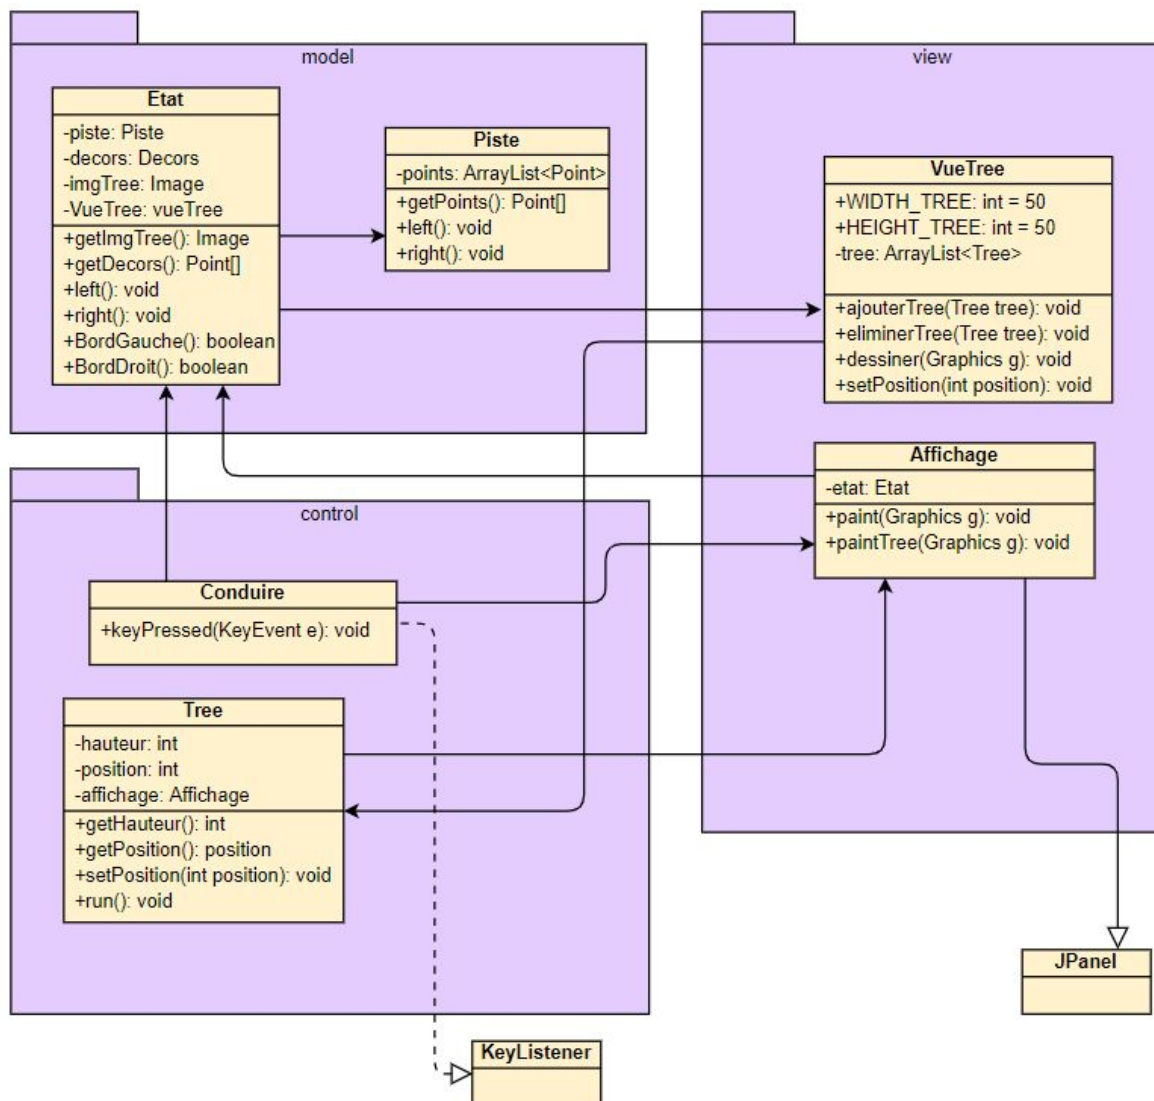 model
Etat
-piste: Piste
-decors: Decors
-imgTree: Image
-VueTree: vueTree
+getImgTree(): Image
+getDecors(): Point[]
+left(): void
+right(): void
+BordGauche(): boolean
+BordDroit(): boolean
Piste
-points: ArrayList<Point>
+getPoints(): Point[]
+left(): void
+right(): void
view
VueTree
+WIDTH_TREE: int = 50
+HEIGHT_TREE: int = 50
-tree: ArrayList<Tree>
+ajouterTree(Tree tree): void
+eliminerTree(Tree tree): void
+dessiner(Graphics g): void
+setPosition(int position): void
Affichage
-etat: Etat
+paint(Graphics g): void
+paintTree(Graphics g): void
control
Conduire
+keyPressed(KeyEvent e): void
Tree
-hauteur: int
-position: int
-affichage: Affichage
+getHauteur(): int
+getPosition(): position
+setPosition(int position): void
+run(): void
JPanel
KeyListener